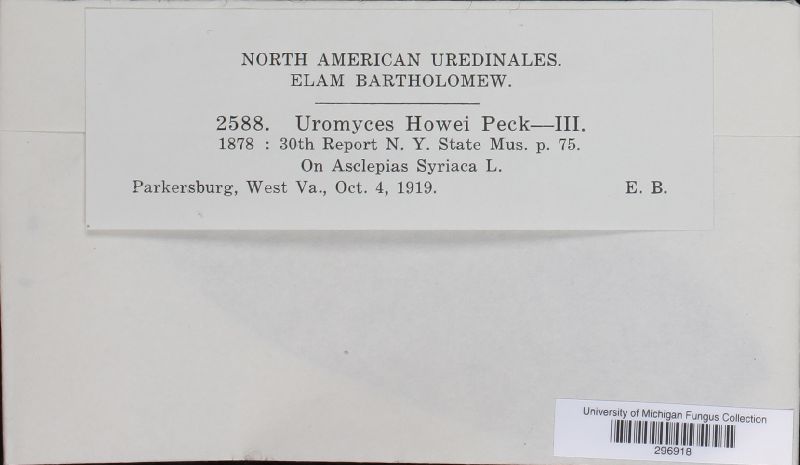 NORTH AMERICAN UREDINALES.
ELAM BARTHOLOMEW.
2588. Uromyces Howei Peck—III.
1878 : 30th Report N. Y. State Mus. p. 75.
On Asclepias Syriaca L.
Parkersburg, West Va., Oct. 4, 1919. E. B.
University of Michigan Fungus Collection
296918